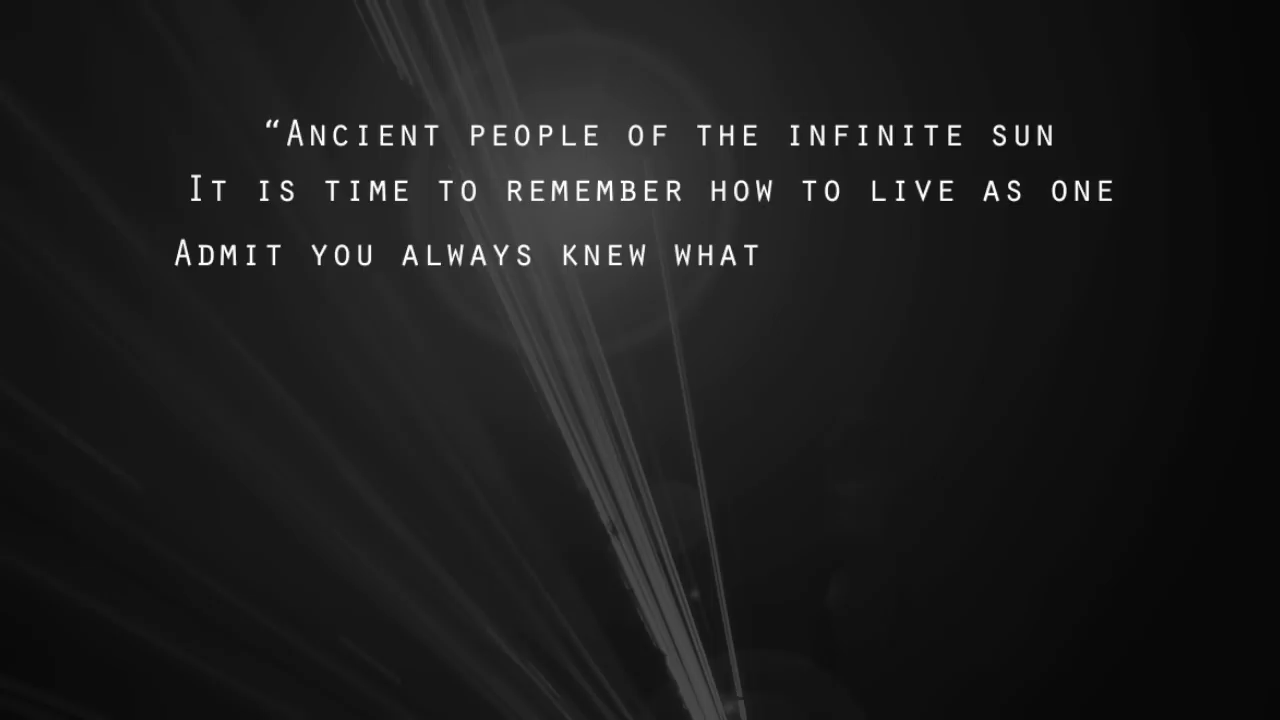 “Ancient people of the infinite sun
It is time to remember how to live as one
Admit you always knew what